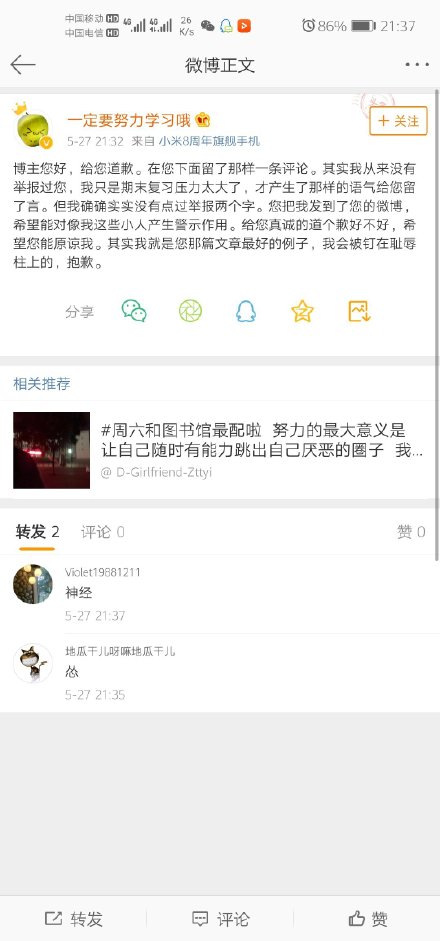 中国移动 HD 4G 4G 26 86% 21:37
中国电信 HD K/s
微博正文
一定要努力学习哦
+ 关注
5-27 21:32 来自 小米8周年旗舰手机
博主您好，给您道歉。在您下面留了那样一条评论。其实我从来没有
举报过您，我只是期末复习压力太大了，才产生了那样的语气给您留
了言。但我确确实实没有点过举报两个字。您把我发到了您的微博，
希望能对像我这些小人产生警示作用。给您真诚的道个歉好不好，希
望您能原谅我。其实我就是您那篇文章最好的例子，我会被钉在耻辱
柱上的，抱歉。
分享
相关推荐
#周六和图书馆最配啦 努力的最大意义是
让自己随时有能力跳出自己厌恶的圈子 我...
@ D-Girlfriend-Zttyi
转发 2 评论 0 赞 0
Violet19881211
神经
5-27 21:37
地瓜干儿呀嘛地瓜干儿
怂
5-27 21:35
转发 评论 赞